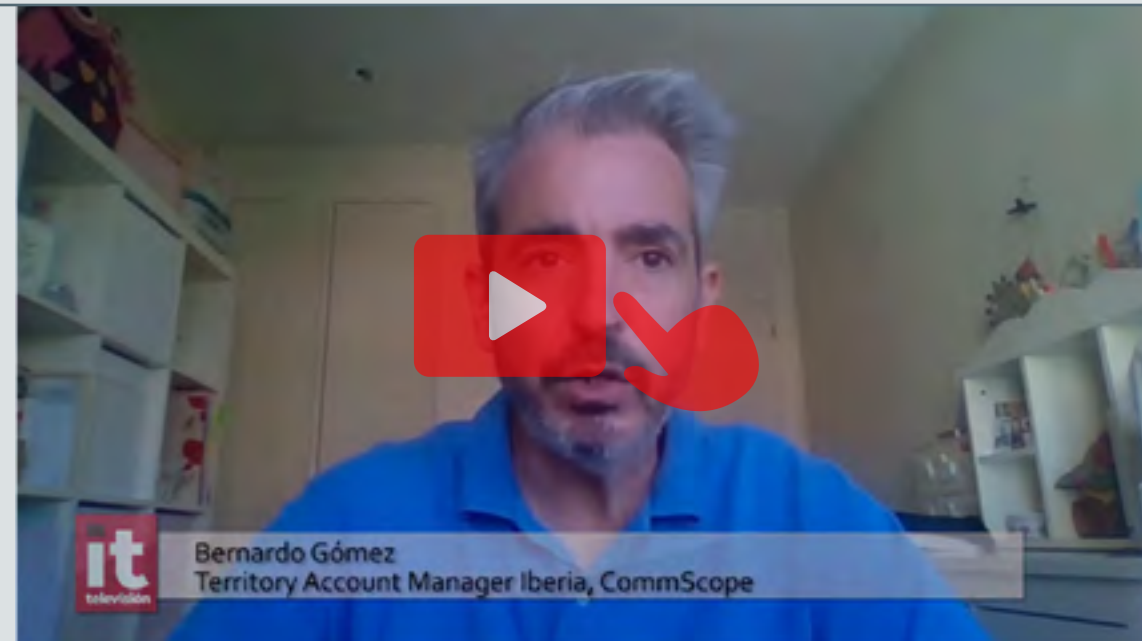 it
televisión
Bernardo Gómez
Territory Account Manager Iberia, CommScope